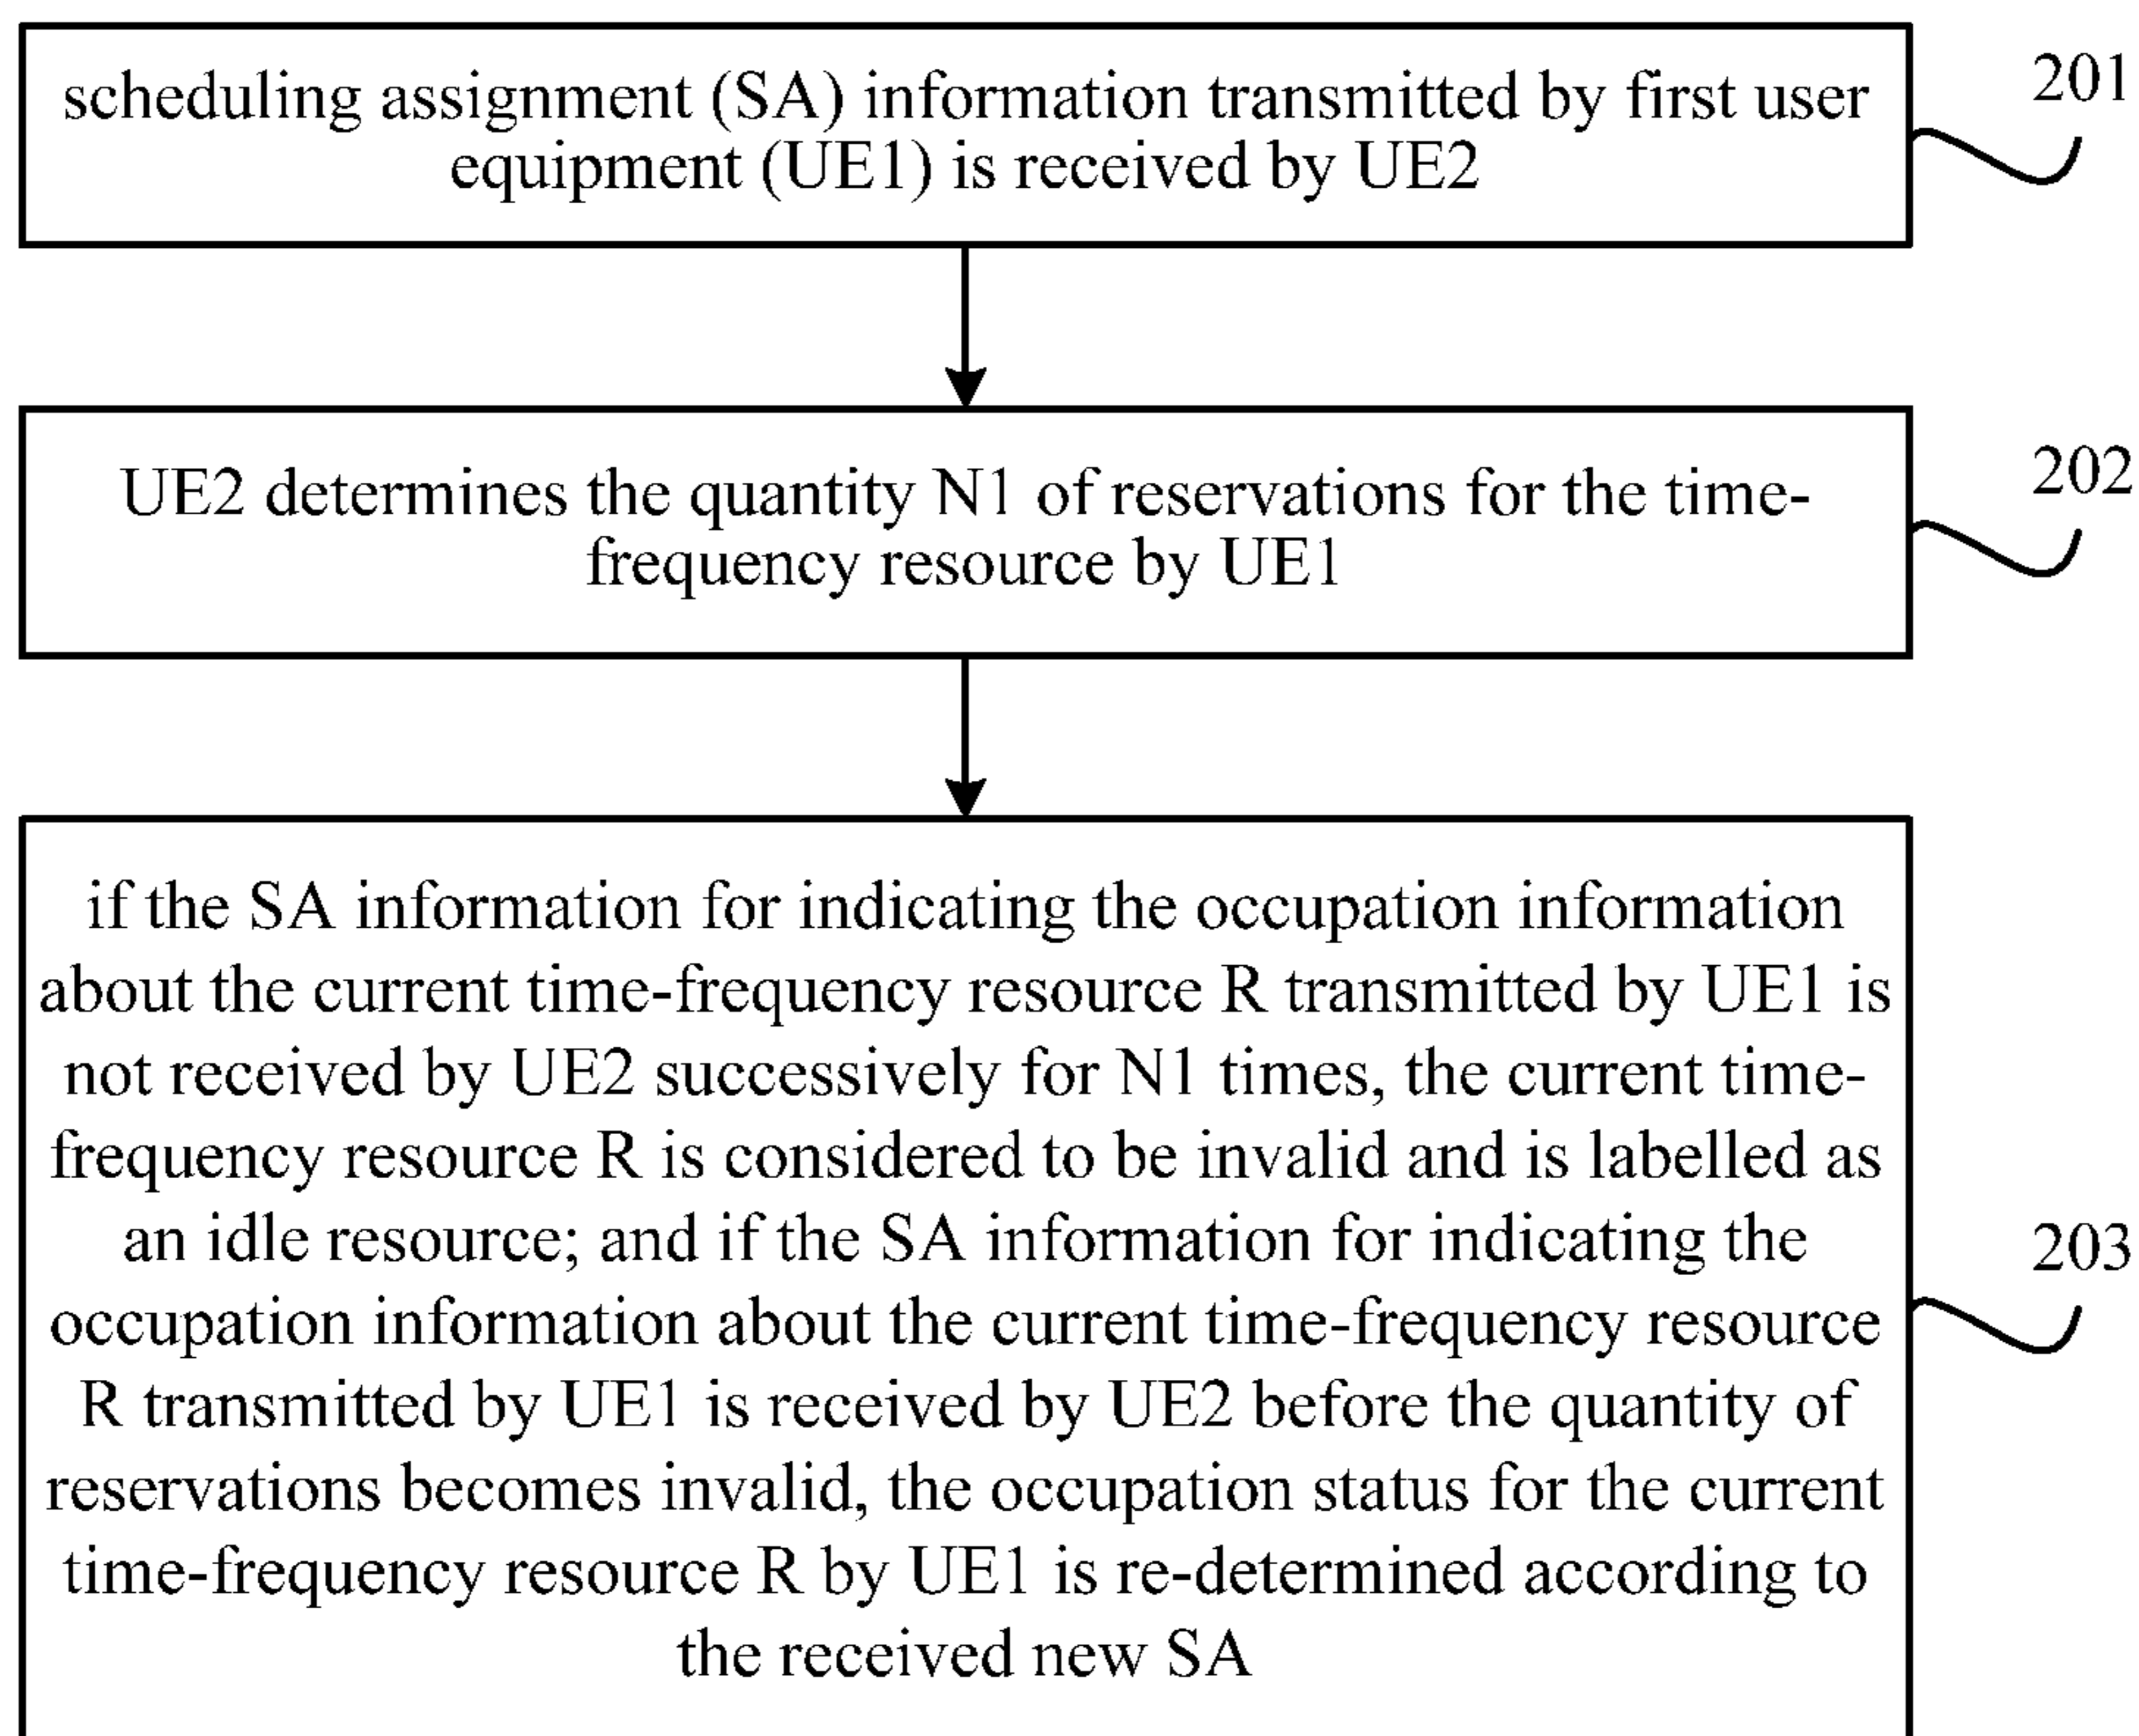 scheduling assignment (SA) information transmitted by first user
equipment (UE1) is received by UE2
201
UE2 determines the quantity N1 of reservations for the time-
frequency resource by UE1
202
if the SA information for indicating the occupation information
about the current time-frequency resource R transmitted by UE1 is
not received by UE2 successively for N1 times, the current time-
frequency resource R is considered to be invalid and is labelled as
an idle resource; and if the SA information for indicating the
occupation information about the current time-frequency resource
R transmitted by UE1 is received by UE2 before the quantity of
reservations becomes invalid, the occupation status for the current
time-frequency resource R by UE1 is re-determined according to
the received new SA
203